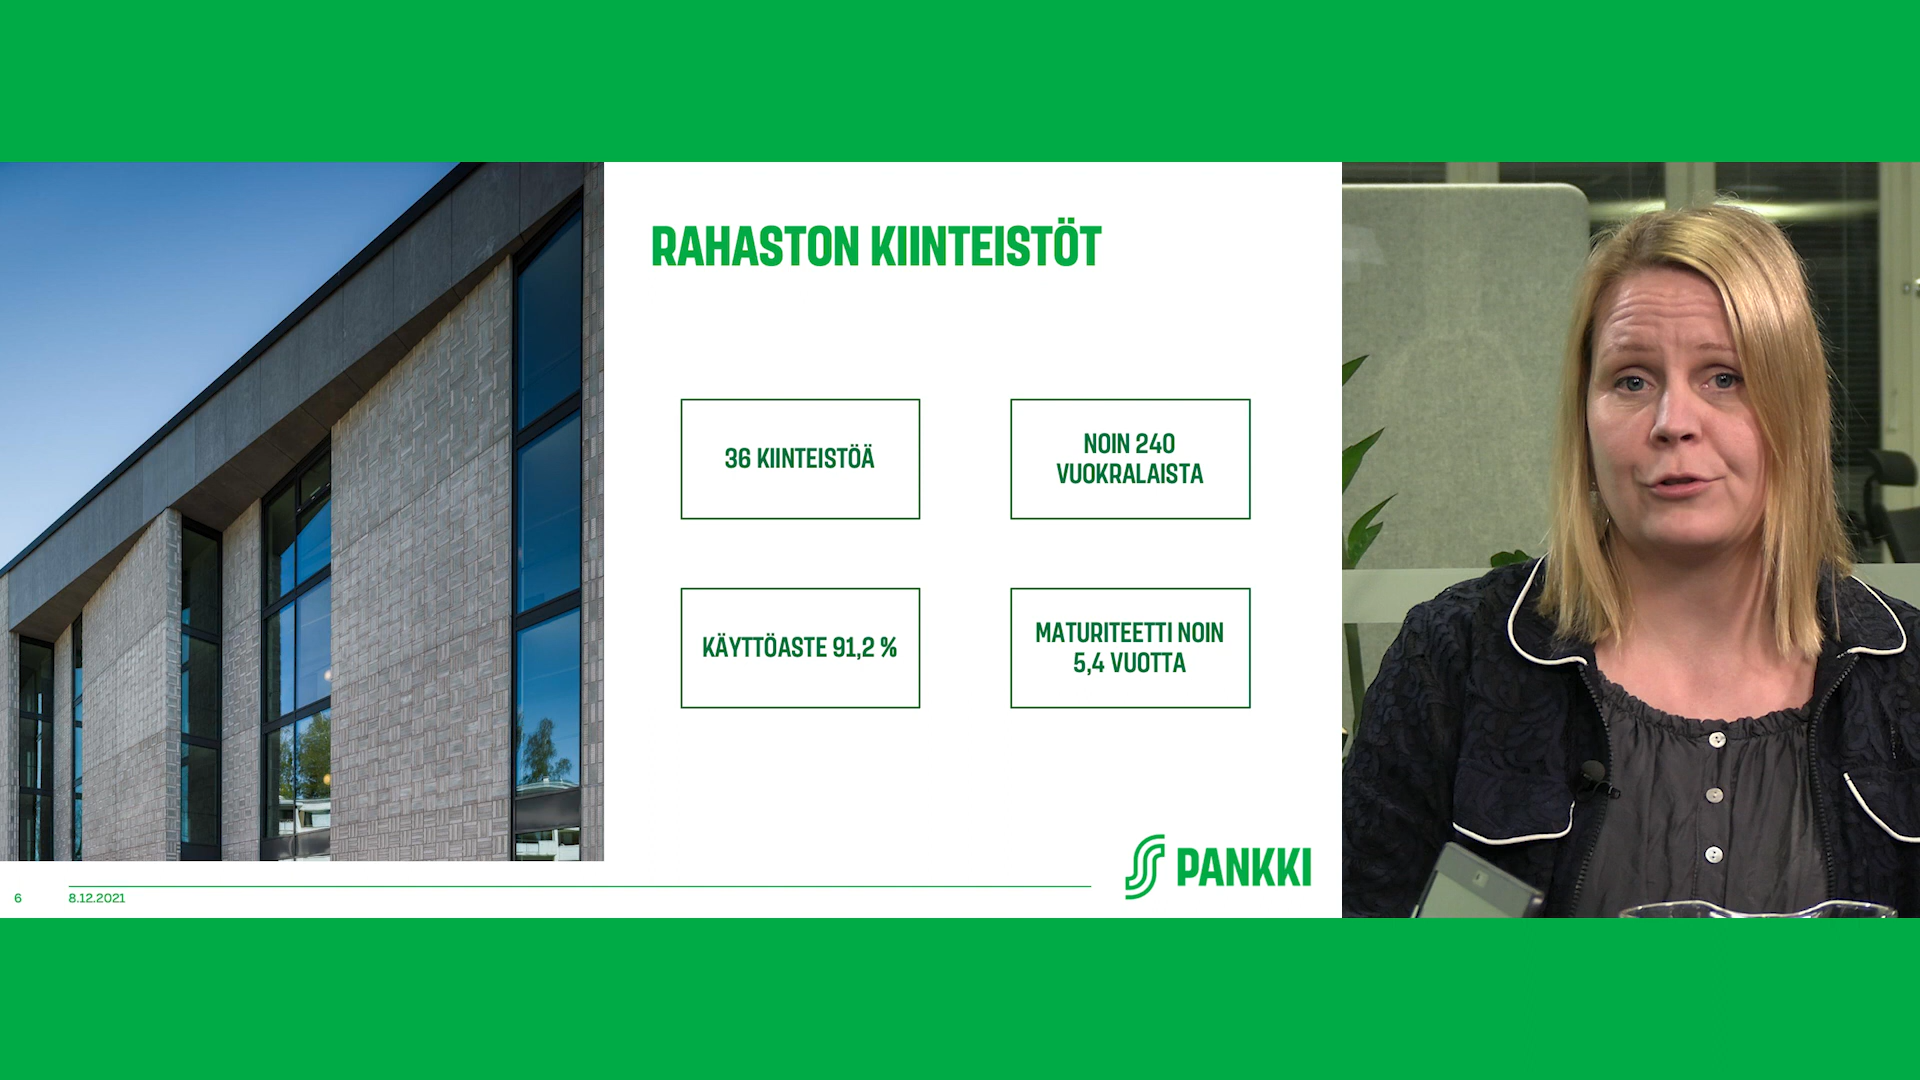 RAHASTON KIINTEISTÖT
36 KIINTEISTÖÄ
NOIN 240
VUOKRALAISTA
KÄYTTÖASTE 91,2 %
MATURITEETTI NOIN
5,4 VUOTTA
PANKKI
6
8.12.2021